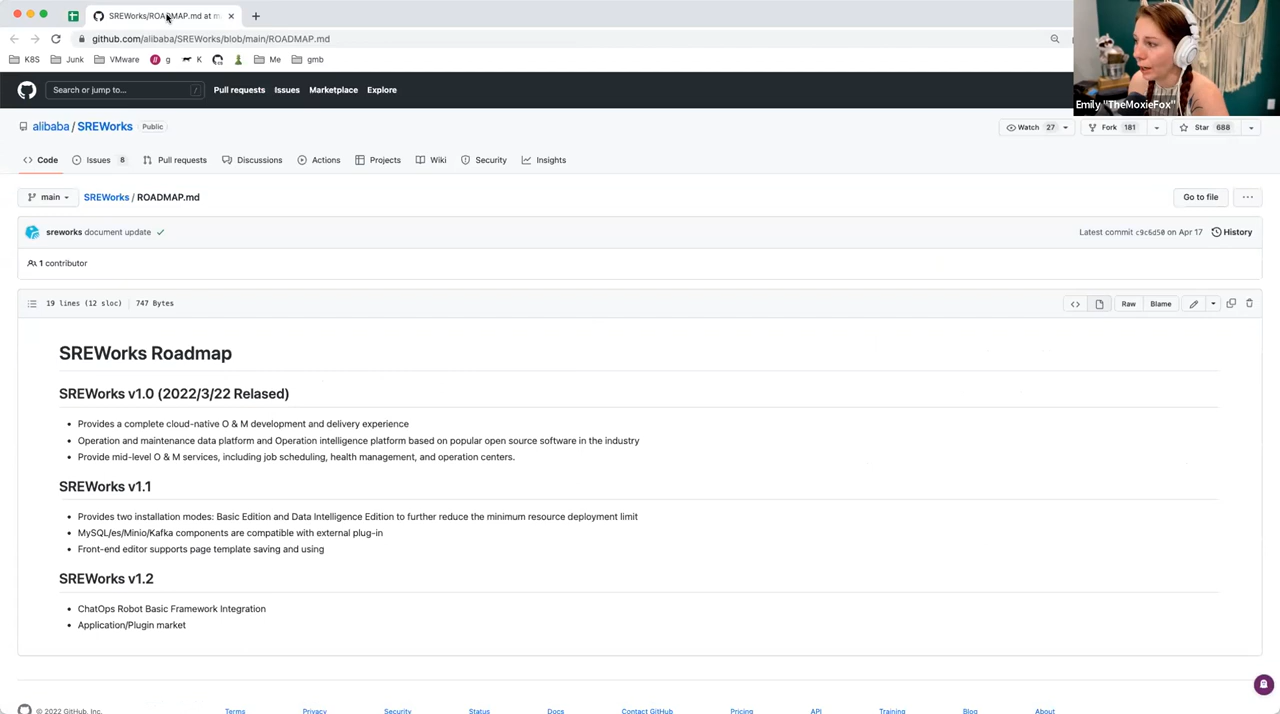 SREWorks/ROADMAP.md at m
github.com/alibaba/SREWorks/blob/main/ROADMAP.md
K8S Junk VMware g K Me gmb
Emily "TheMoxieFox"
Search or jump to... / Pull requests Issues Marketplace Explore
alibaba / SREWorks Public Watch 27 Fork 181 Star 688
Code Issues 8 Pull requests Discussions Actions Projects Wiki Security Insights
main SREWorks / ROADMAP.md Go to file ...
sreworks document update Latest commit c9c6d50 on Apr 17 History
1 contributor
19 lines (12 sloc) 747 Bytes Raw Blame
SREWorks Roadmap
SREWorks v1.0 (2022/3/22 Relased)
• Provides a complete cloud-native O & M development and delivery experience
• Operation and maintenance data platform and Operation intelligence platform based on popular open source software in the industry
• Provide mid-level O & M services, including job scheduling, health management, and operation centers.
SREWorks v1.1
• Provides two installation modes: Basic Edition and Data Intelligence Edition to further reduce the minimum resource deployment limit
• MySQL/es/Minio/Kafka components are compatible with external plug-in
• Front-end editor supports page template saving and using
SREWorks v1.2
• ChatOps Robot Basic Framework Integration
• Application/Plugin market
© 2022 GitHub, Inc. Terms Privacy Security Status Docs Contact GitHub Pricing API Training Blog About